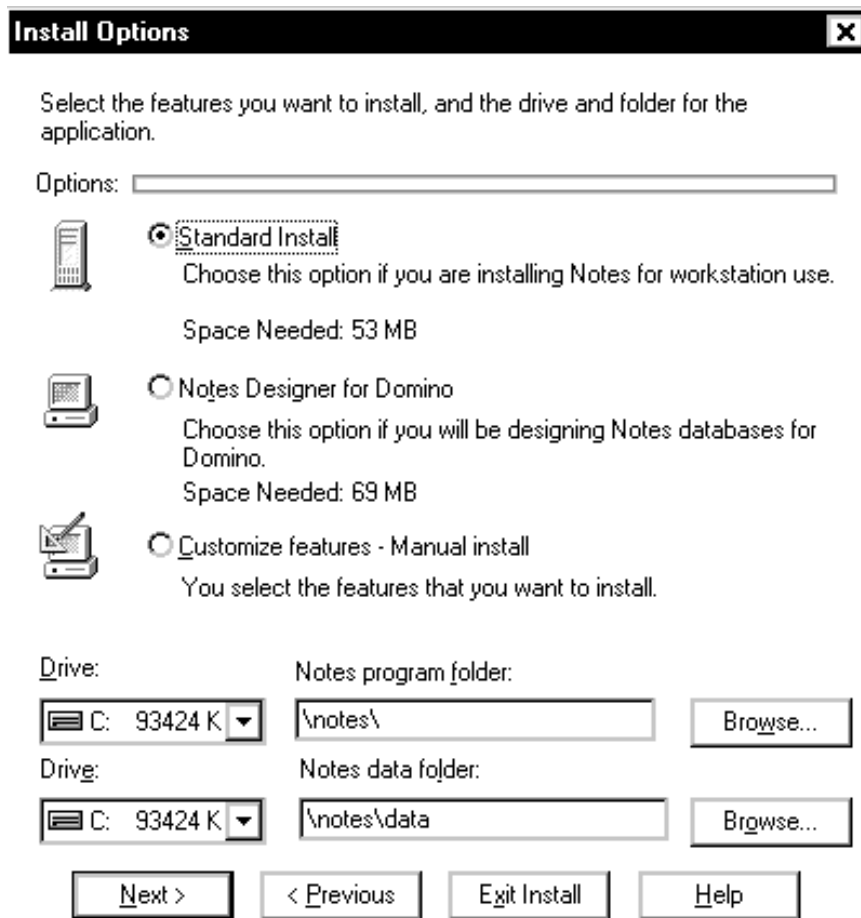 Install Options
Select the features you want to install, and the drive and folder for the
application.
Options:
Standard Install
Choose this option if you are installing Notes for workstation use.
Space Needed: 53 MB
Notes Designer for Domino
Choose this option if you will be designing Notes databases for
Domino.
Space Needed: 69 MB
Customize features - Manual install
You select the features that you want to install.
Drive: Notes program folder:
C: 93424 K \notes\ Browse...
Drive: Notes data folder:
C: 93424 K \notes\data Browse...
Next > < Previous Exit Install Help